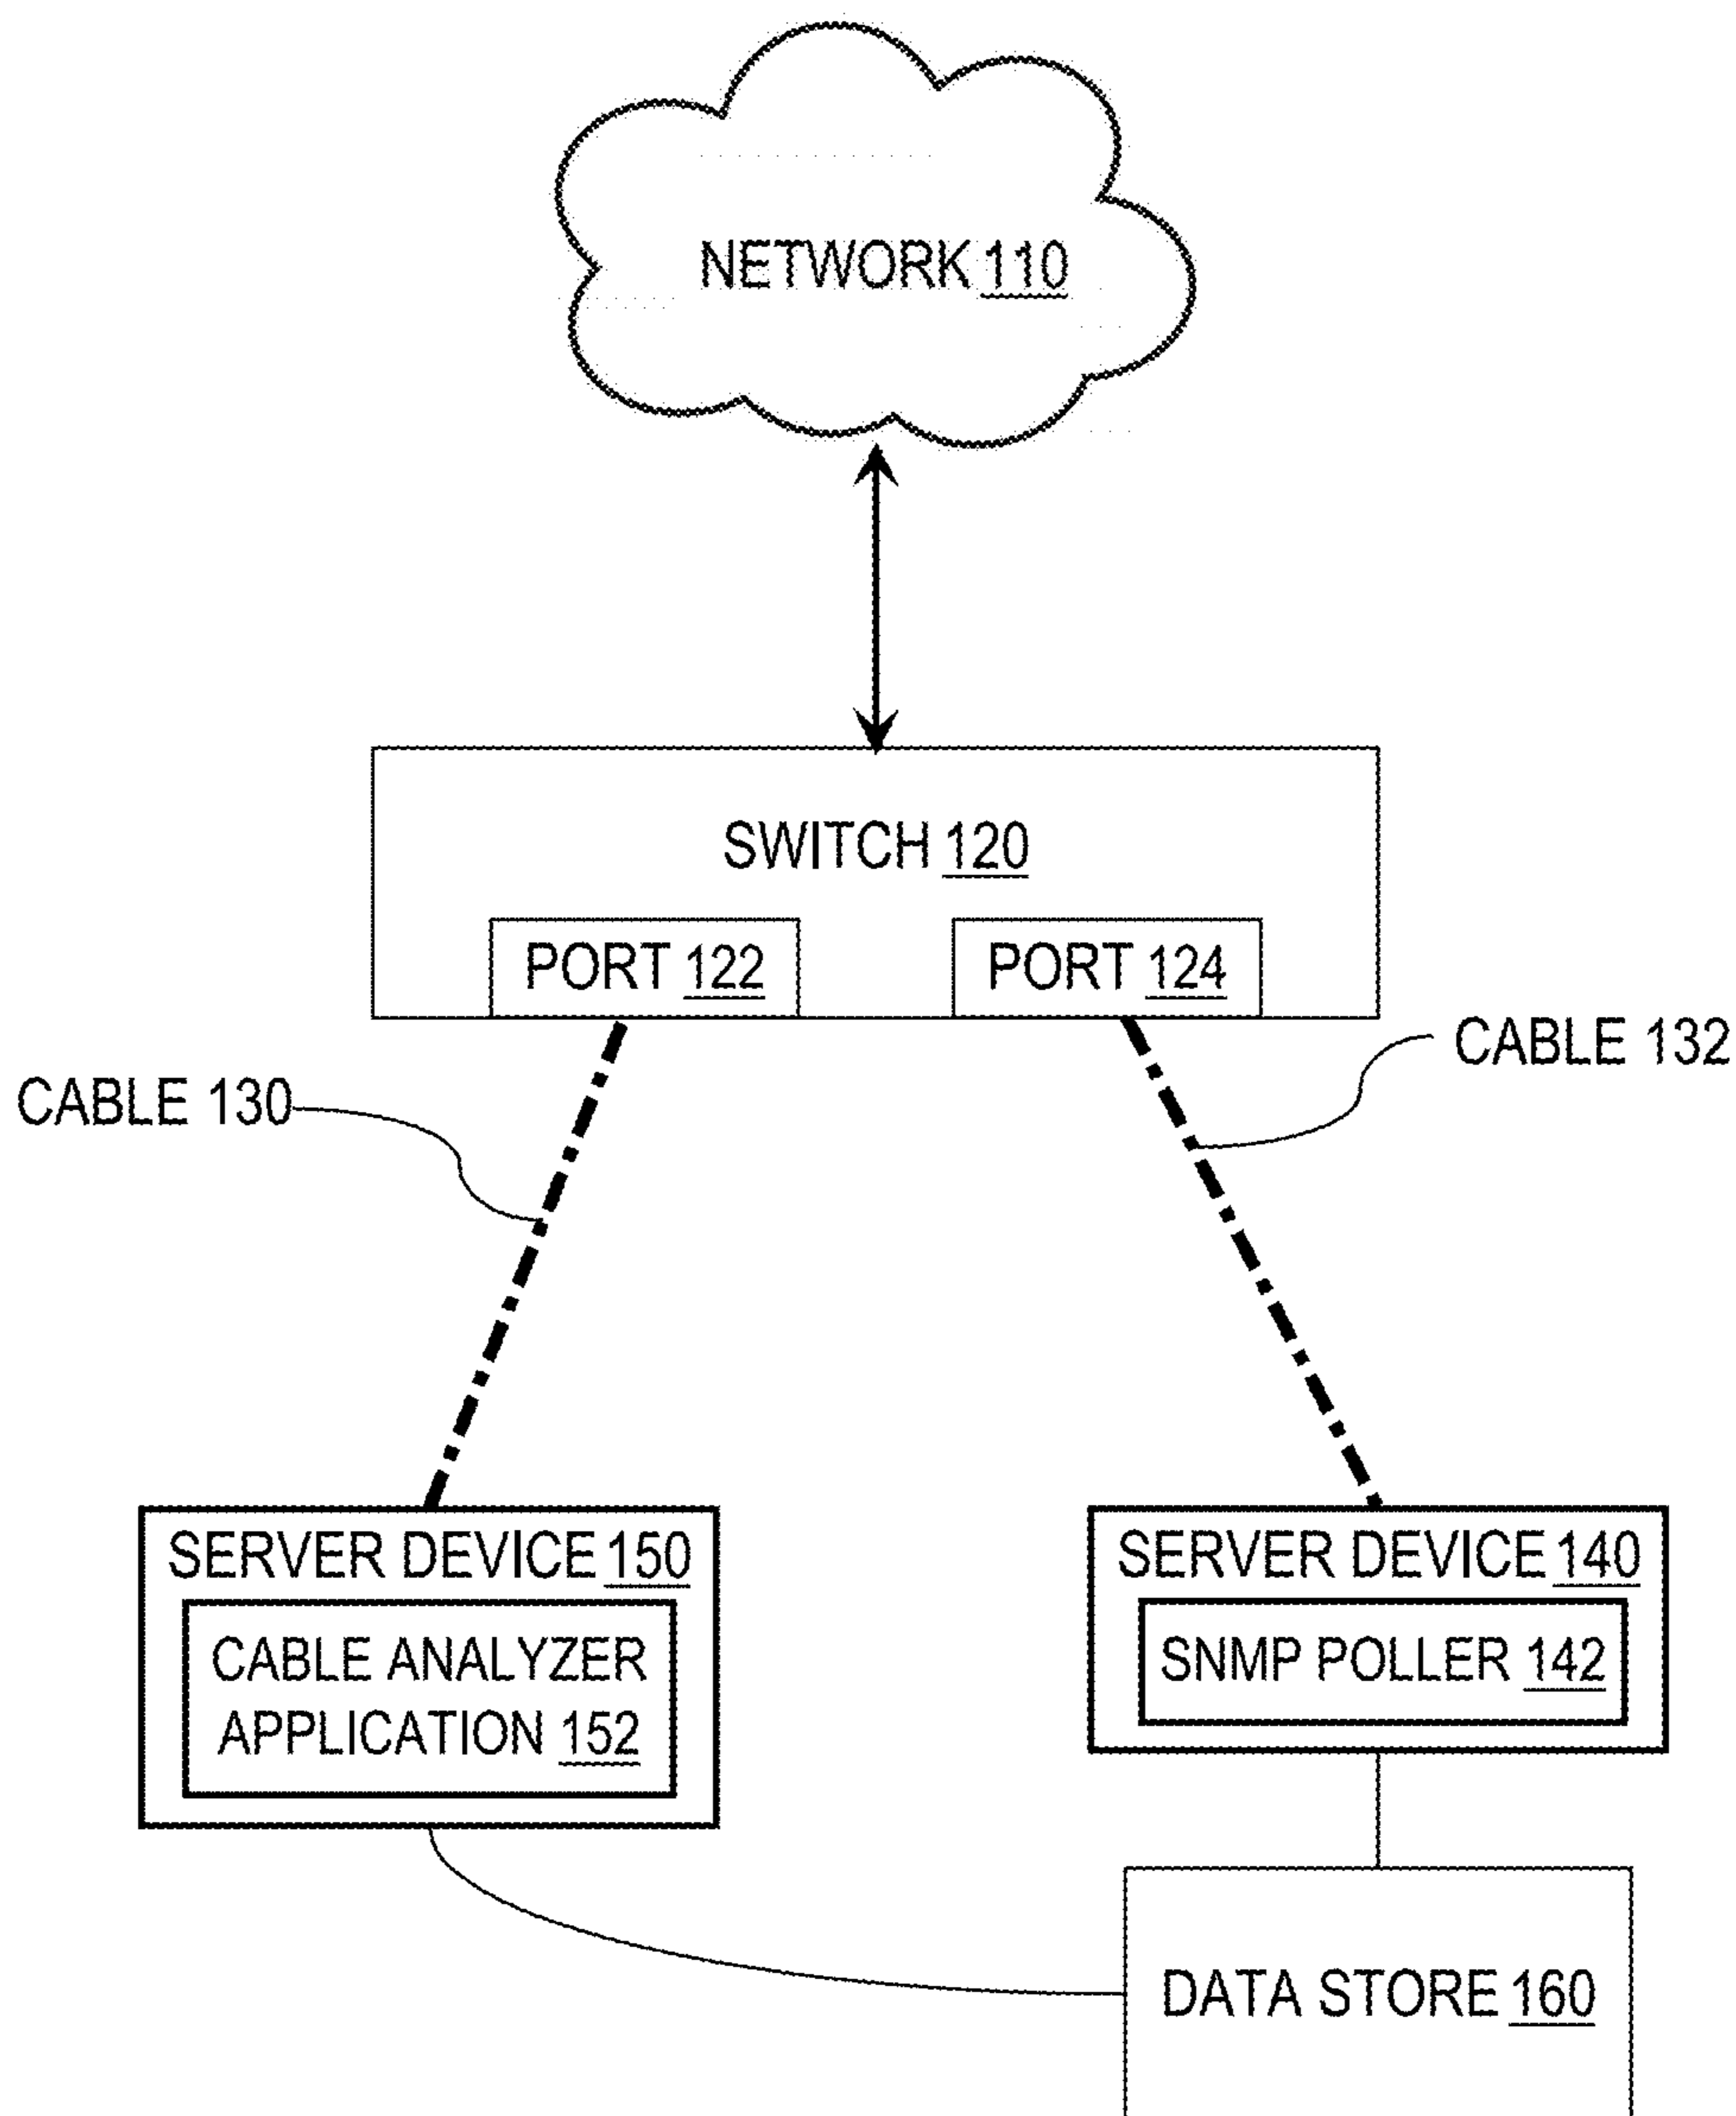 NETWORK 110
SWITCH 120
PORT 122
PORT 124
CABLE 132
CABLE 130
SERVER DEVICE 150
CABLE ANALYZER
APPLICATION 152
SERVER DEVICE 140
SNMP POLLER 142
DATA STORE 160